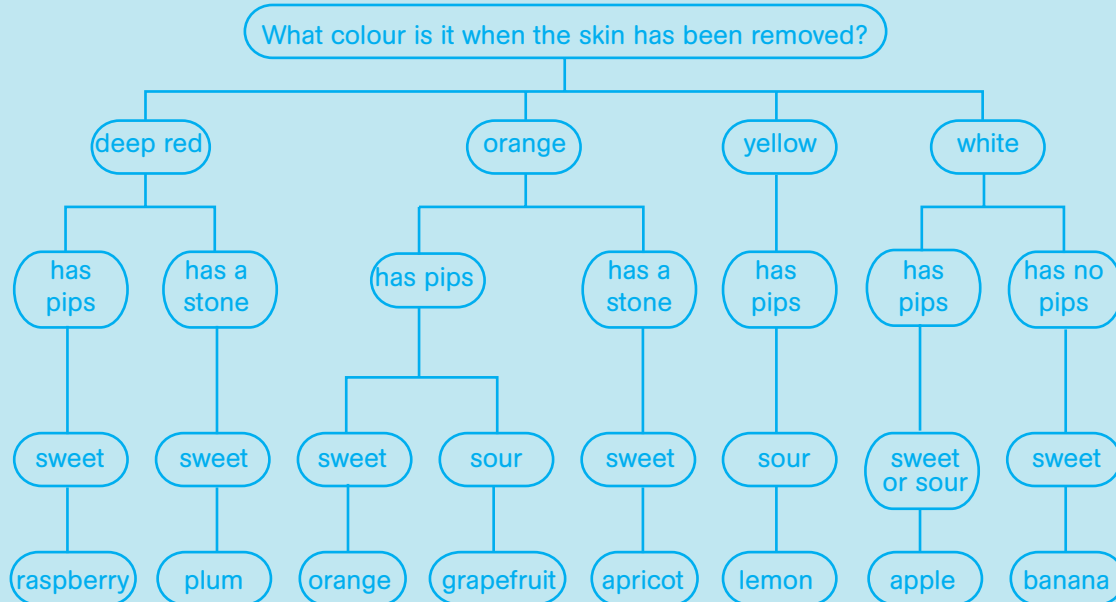 What colour is it when the skin has been removed?
deep red
orange
yellow
white
has
pips
has a
stone
has pips
has a
stone
has
pips
has
pips
has no
pips
sweet
sweet
sweet
sour
sweet
sour
sweet
or sour
sweet
raspberry
plum
orange
grapefruit
apricot
lemon
apple
banana